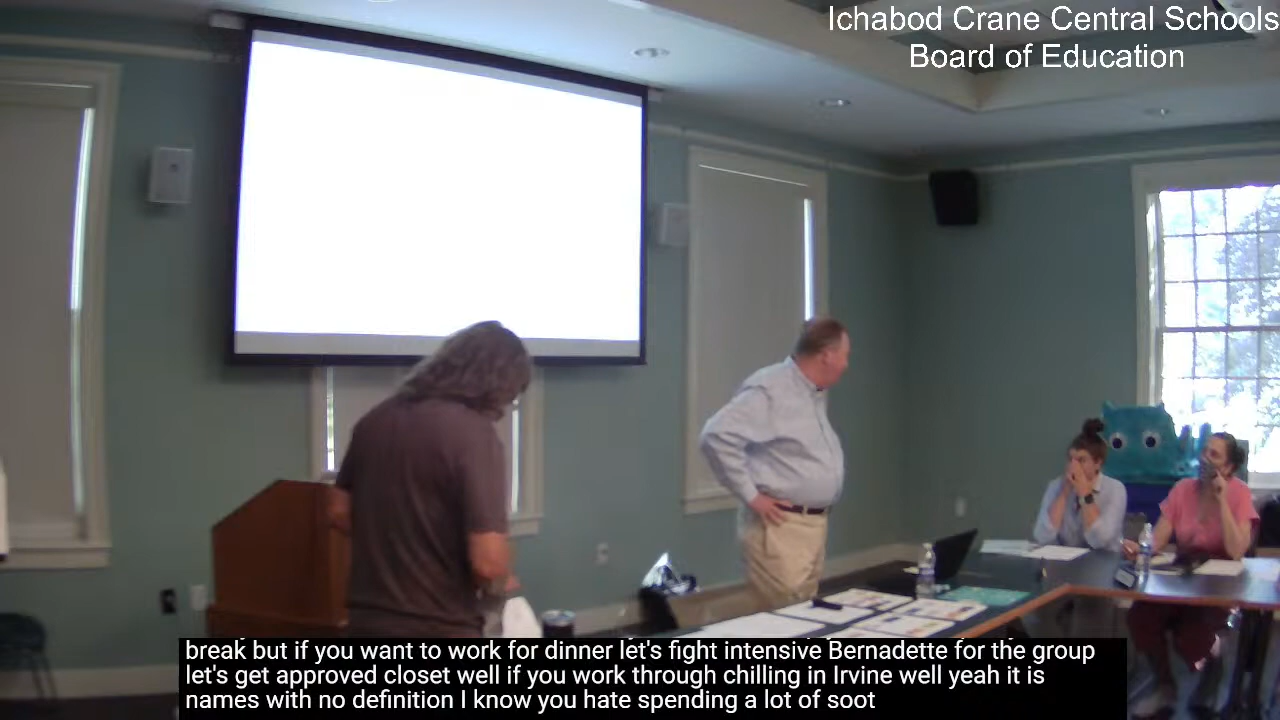 Ichabod Crane Central Schools
Board of Education
break but if you want to work for dinner let's fight intensive Bernadette for the group
let's get approved closet well if you work through chilling in Irvine well yeah it is
names with no definition I know you hate spending a lot of soot